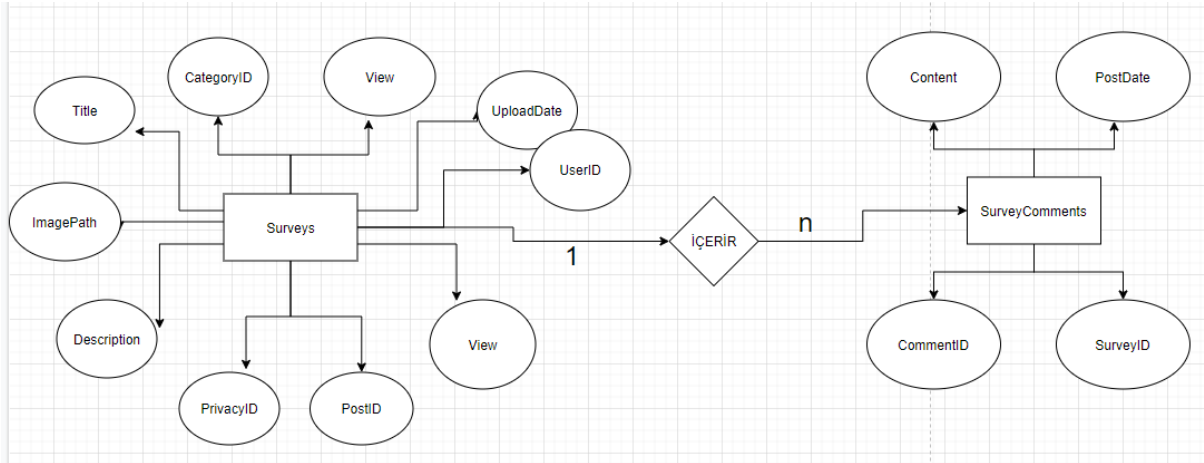 CategoryID
View
Title
UploadDate
UserID
ImagePath
Surveys
Description
View
PrivacyID
PostID
1
İÇERİR
n
Content
PostDate
SurveyComments
CommentID
SurveyID